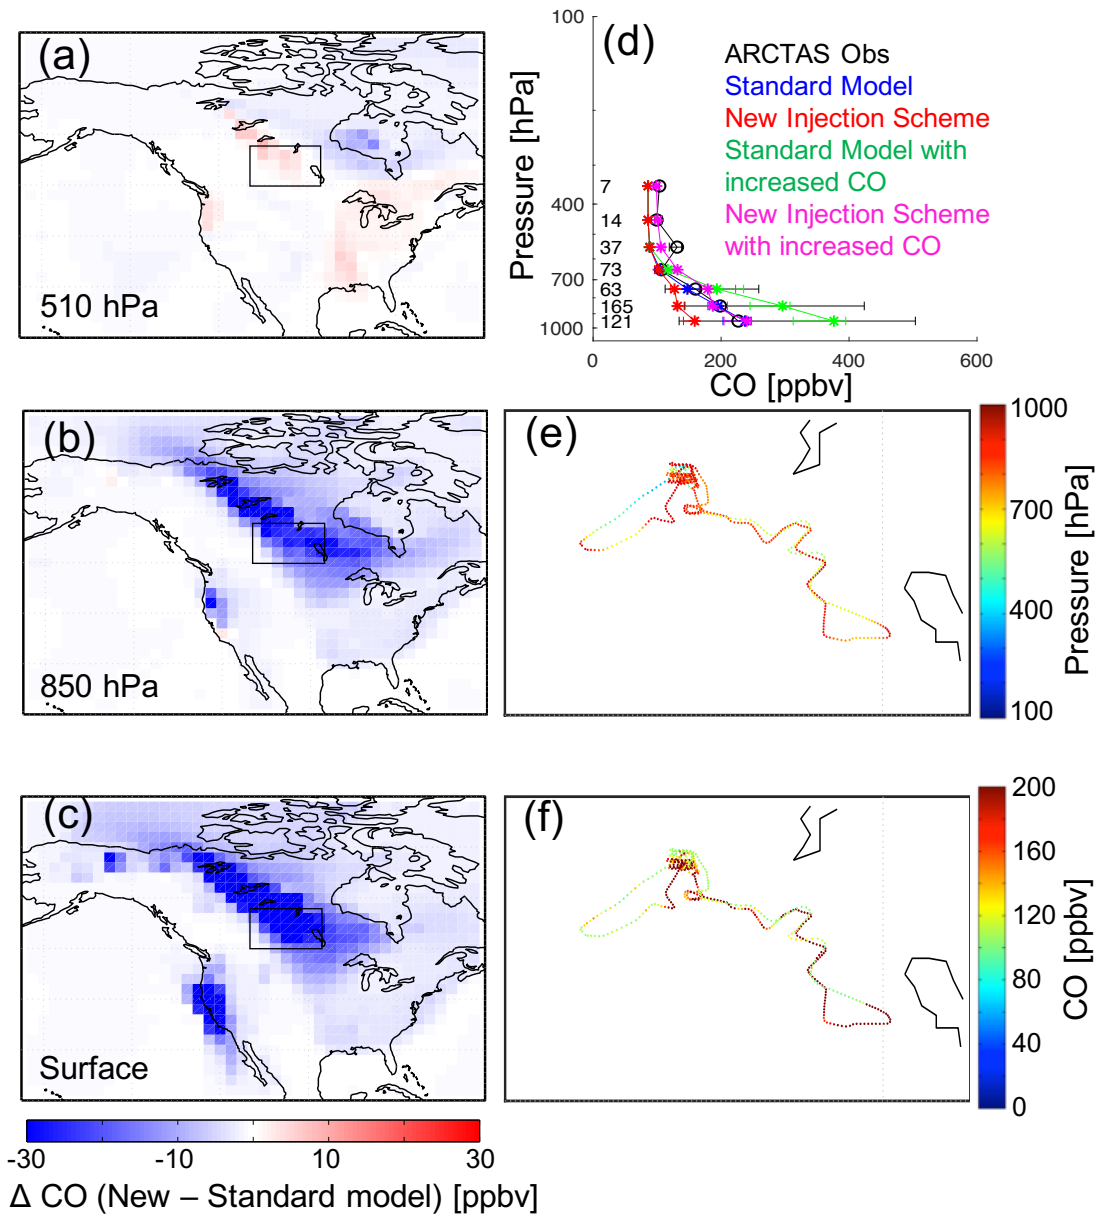 (a)
510 hPa
(b)
850 hPa
(c)
Surface
-30
-10
10
30
Δ CO (New – Standard model) [ppbv]
(d)
ARCTAS Obs
Standard Model
New Injection Scheme
Standard Model with
increased CO
New Injection Scheme
with increased CO
Pressure [hPa]
100
400
700
1000
7
14
37
73
63
165
121
0
200
400
600
CO [ppbv]
(e)
1000
700
400
100
Pressure [hPa]
(f)
200
160
120
80
40
0
CO [ppbv]